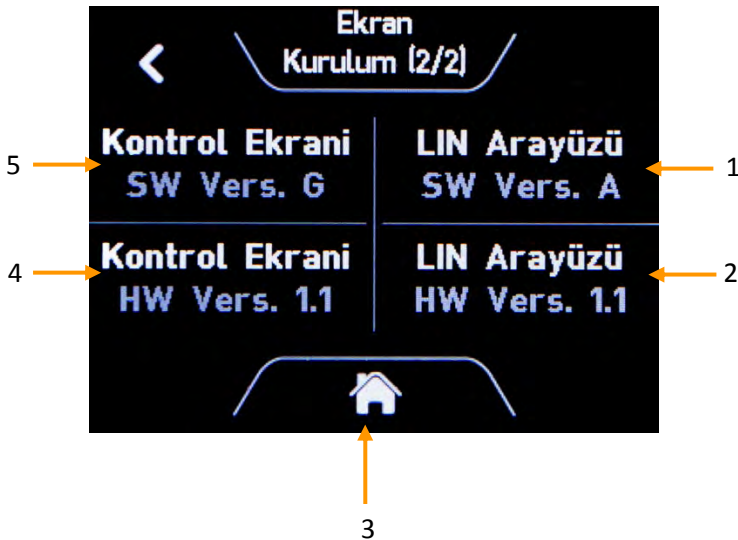 Ekran
Kurulum (2/2)
Kontrol Ekrani
SW Vers. G
LIN Arayüzü
SW Vers. A
Kontrol Ekrani
HW Vers. 1.1
LIN Arayüzü
HW Vers. 1.1
5
1
4
2
3